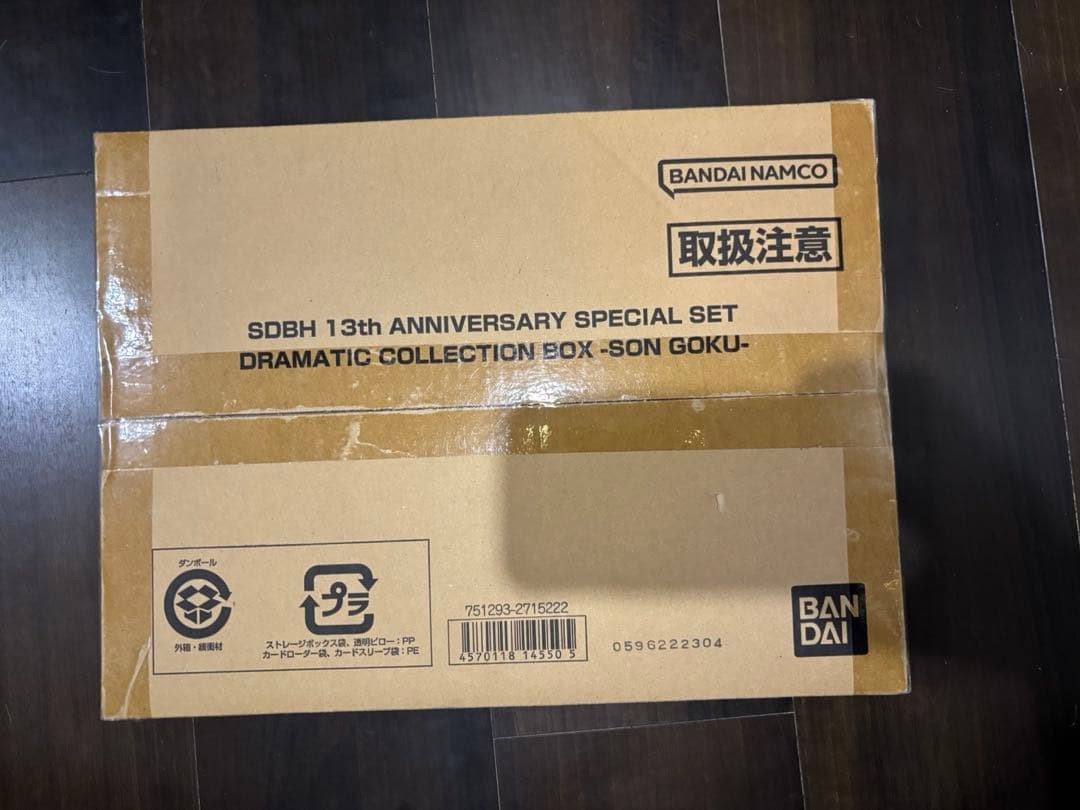 BANDAI NAMCO
取扱注意
SDBH 13th ANNIVERSARY SPECIAL SET
DRAMATIC COLLECTION BOX -SON GOKU-
ダンボール
外箱・緩衝材
プラ
ストレージボックス袋、透明ピロー：PP
カードローダー袋、カードスリーブ袋：PE
751293-2715222
4570118 14550 5
0596222304
BAN
DAI